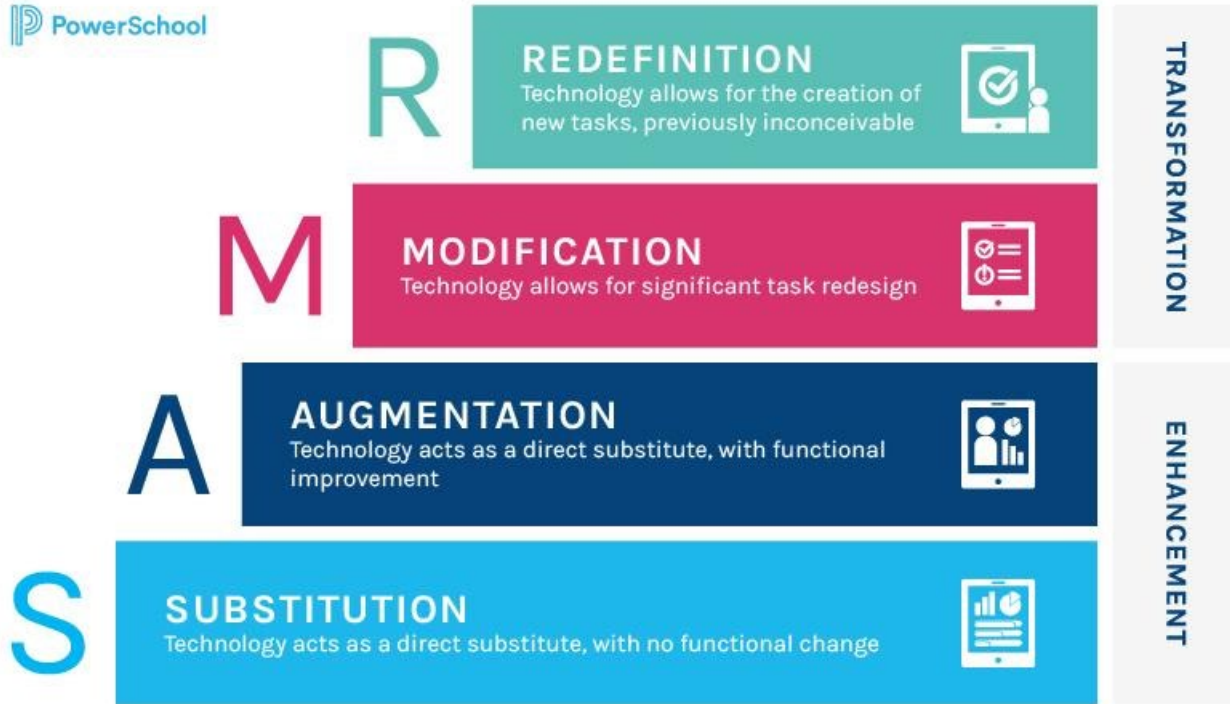 PowerSchool
R
REDEFINITION
Technology allows for the creation of
new tasks, previously inconceivable
TRANSFORMATION
M
MODIFICATION
Technology allows for significant task redesign
A
AUGMENTATION
Technology acts as a direct substitute, with functional
improvement
ENHANCEMENT
S
SUBSTITUTION
Technology acts as a direct substitute, with no functional change